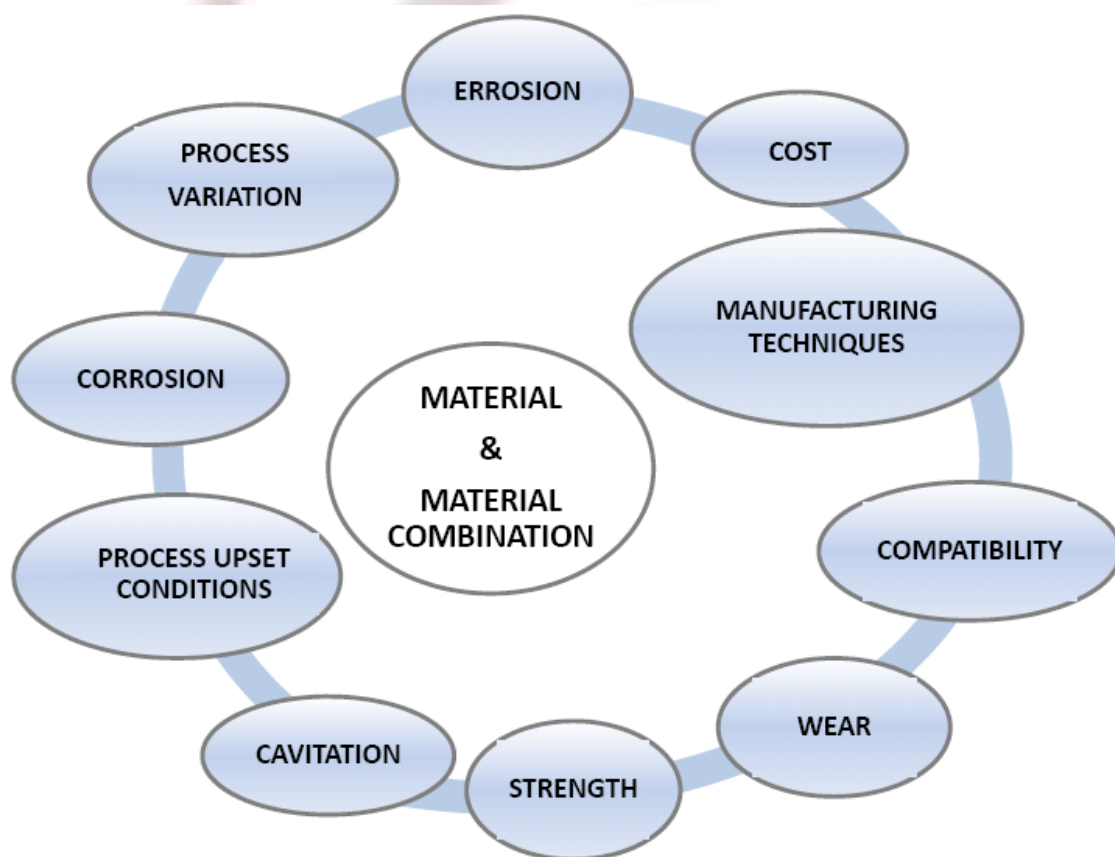 ERROSION
COST
PROCESS
VARIATION
MANUFACTURING
TECHNIQUES
CORROSION
MATERIAL
&
MATERIAL
COMBINATION
COMPATIBILITY
PROCESS UPSET
CONDITIONS
WEAR
CAVITATION
STRENGTH